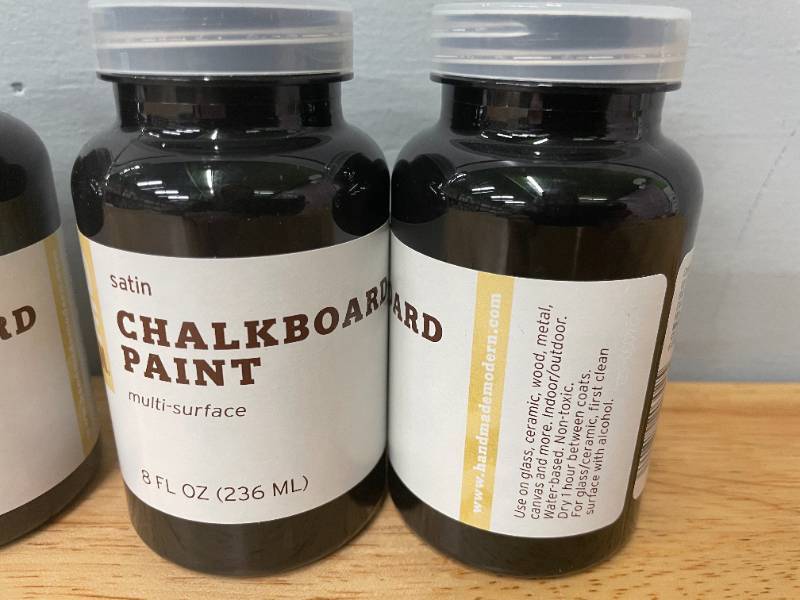 RD
satin
CHALKBOARD
PAINT
multi-surface
8 FL OZ (236 ML)
ARD
www.handmademodern.com
Use on glass, ceramic, wood, metal,
canvas and more. Indoor/outdoor.
Water-based. Non-toxic.
Dry 1 hour between coats.
For glass/ceramic, first clean
surface with alcohol.